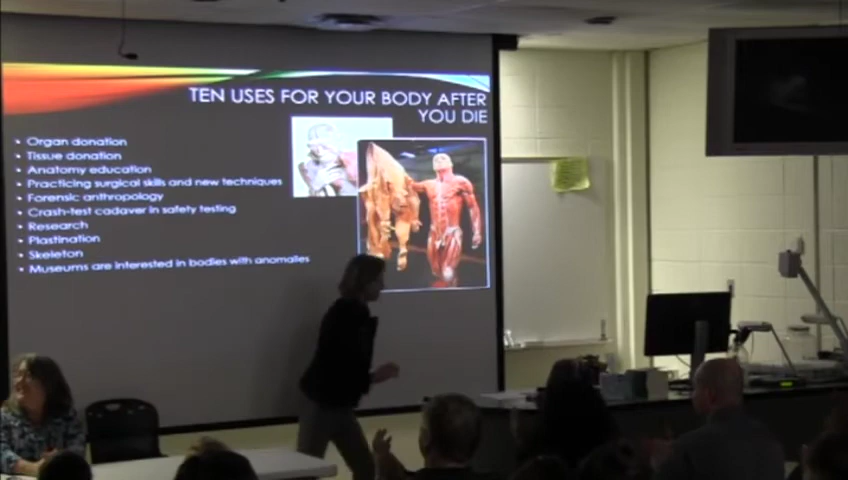 TEN USES FOR YOUR BODY AFTER
YOU DIE
• Organ donation
• Tissue donation
• Anatomy education
• Practicing surgical skills and new techniques
• Forensic anthropology
• Crash-test cadaver in safety testing
• Research
• Plastination
• Skeleton
• Museums are interested in bodies with anomalies